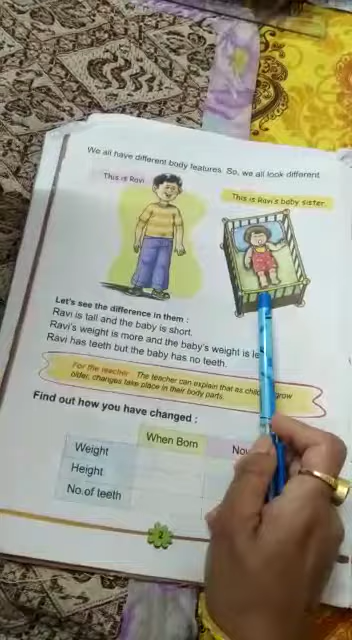 We all have different body features. So, we all look different.
This is Ravi
This is Ravi's baby sister.
Let's see the difference in them :
Ravi is tall and the baby is short.
Ravi's weight is more and the baby's weight is le
Ravi has teeth but the baby has no teeth.
For the teacher The teacher can explain that as chil grow
older, changes take place in their body parts.
Find out how you have changed :
When Born
Now
Weight
Height
No.of teeth
2